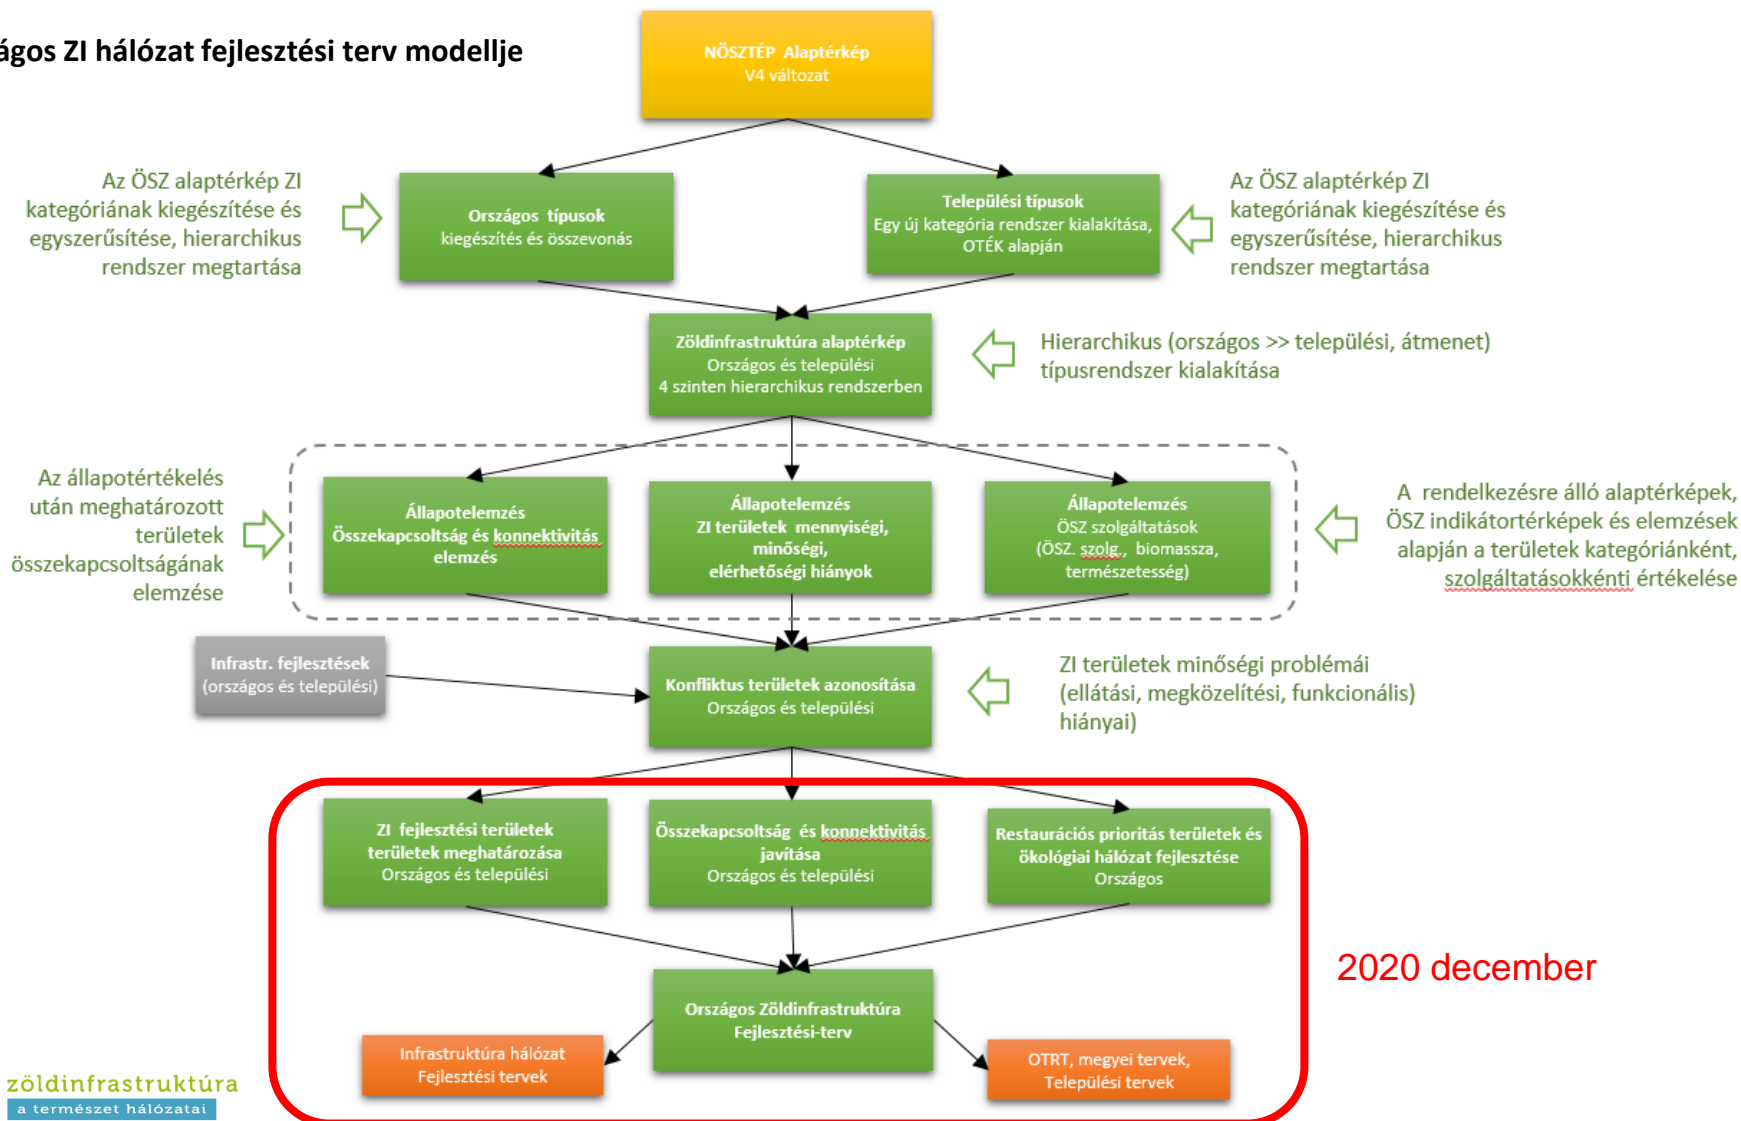 ágos ZI hálózat fejlesztési terv modellje
NÖSZTÉP Alaptérkép
V4 változat
Az ÖSZ alaptérkép ZI
kategóriának kiegészítése és
egyszerűsítése, hierarchikus
rendszer megtartása
Országos típusok
kiegészítés és összevonás
Települési típusok
Egy új kategória rendszer kialakítása,
OTÉK alapján
Az ÖSZ alaptérkép ZI
kategóriának kiegészítése és
egyszerűsítése, hierarchikus
rendszer megtartása
Zöldinfrastruktúra alaptérkép
Országos és települési
4 szinten hierarchikus rendszerben
Hierarchikus (országos >> települési, átmenet)
típusrendszer kialakítása
Az állapotértékelés
után meghatározott
területek
összekapcsoltságának
elemzése
Állapotelemzés
Összekapcsoltság és konnektivitás
elemzés
Állapotelemzés
ZI területek mennyiségi,
minőségi,
elérhetőségi hiányok
Állapotelemzés
ÖSZ szolgáltatások
(ÖSZ. szolg., biomassza,
természetesség)
A rendelkezésre álló alaptérképek,
ÖSZ indikátortérképek és elemzések
alapján a területek kategóriánként,
szolgáltatásokkénti értékelése
Infrastr. fejlesztések
(országos és települési)
Konfliktus területek azonosítása
Országos és települési
ZI területek minőségi problémái
(ellátási, megközelítési, funkcionális)
hiányai)
ZI fejlesztési területek
területek meghatározása
Országos és települési
Összekapcsoltság és konnektivitás
javítása
Országos és települési
Restaurációs prioritás területek és
ökológiai hálózat fejlesztése
Országos
2020 december
Országos Zöldinfrastruktúra
Fejlesztési-terv
Infrastruktúra hálózat
Fejlesztési tervek
OTRT, megyei tervek,
Települési tervek
zöldinfrastruktúra
a természet hálózatai